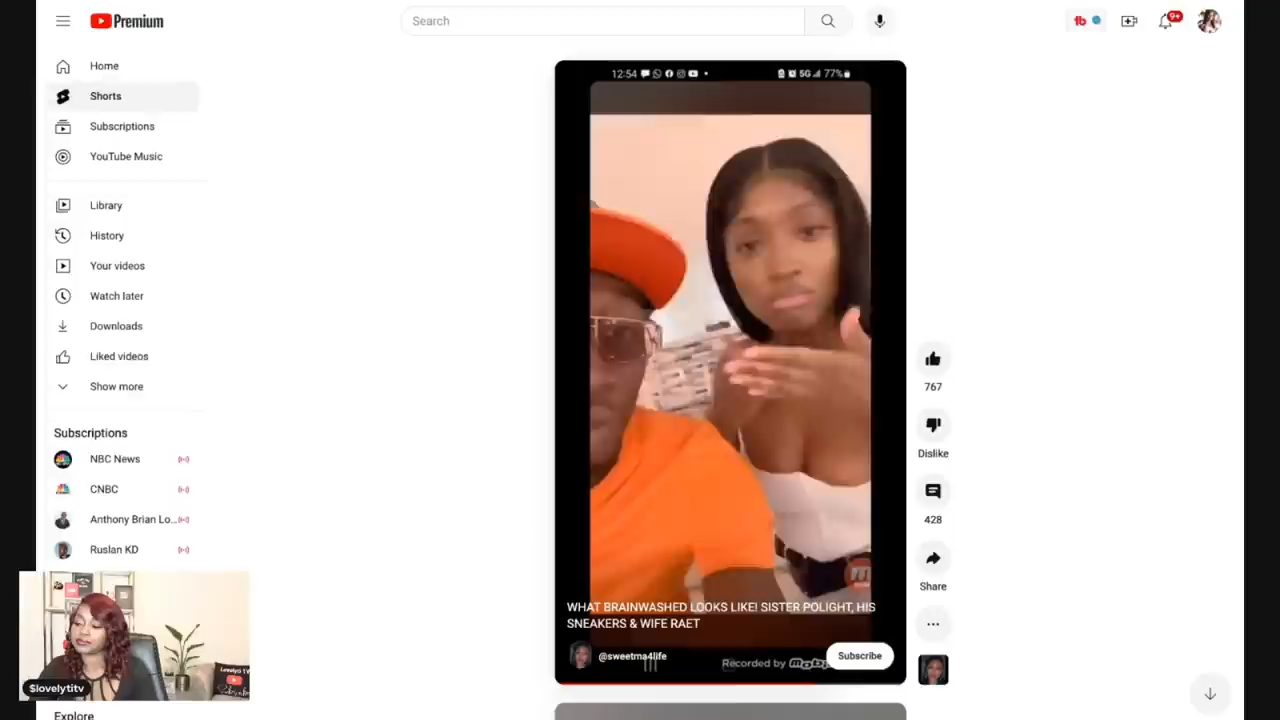 Premium
Search
9+
Home
Shorts
Subscriptions
YouTube Music
Library
History
Your videos
Watch later
Downloads
Liked videos
Show more
Subscriptions
NBC News
CNBC
Anthony Brian Lo...
Ruslan KD
Explore
12:54
5G 77%
WHAT BRAINWASHED LOOKS LIKE! SISTER POLIGHT, HIS
SNEAKERS & WIFE RAET
@sweetma4life
Recorded by
Subscribe
767
Dislike
428
Share
$lovelytitv